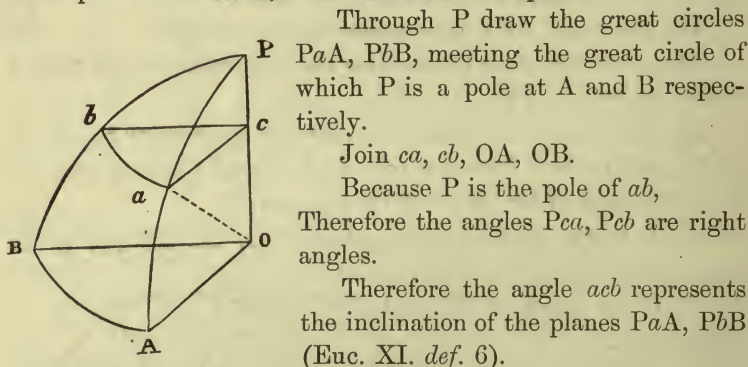 Through P draw the great circles
PaA, PbB, meeting the great circle of
which P is a pole at A and B respec-
tively.
Join ca, cb, OA, OB.
Because P is the pole of ab,
Therefore the angles Pca, Pcb are right
angles.
Therefore the angle acb represents
the inclination of the planes PaA, PbB
(Euc. XI. def. 6).
P
b
c
a
B
O
A